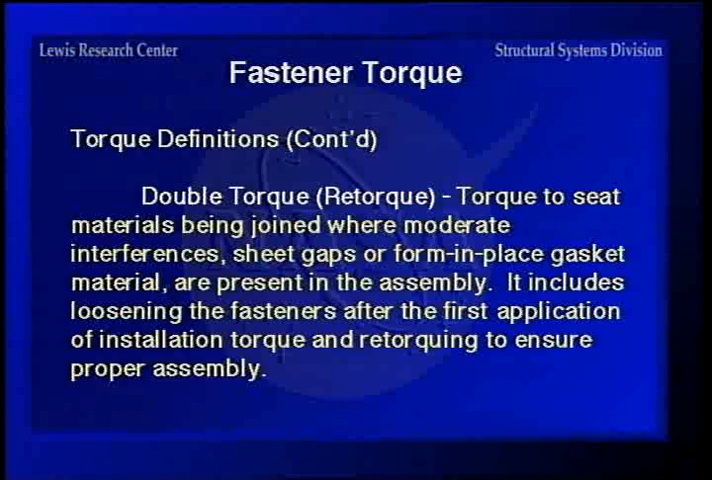 Lewis Research Center
Structural Systems Division
Fastener Torque
Torque Definitions (Cont'd)
Double Torque (Retorque) - Torque to seat
materials being joined where moderate
interferences, sheet gaps or form-in-place gasket
material, are present in the assembly. It includes
loosening the fasteners after the first application
of installation torque and retorquing to ensure
proper assembly.